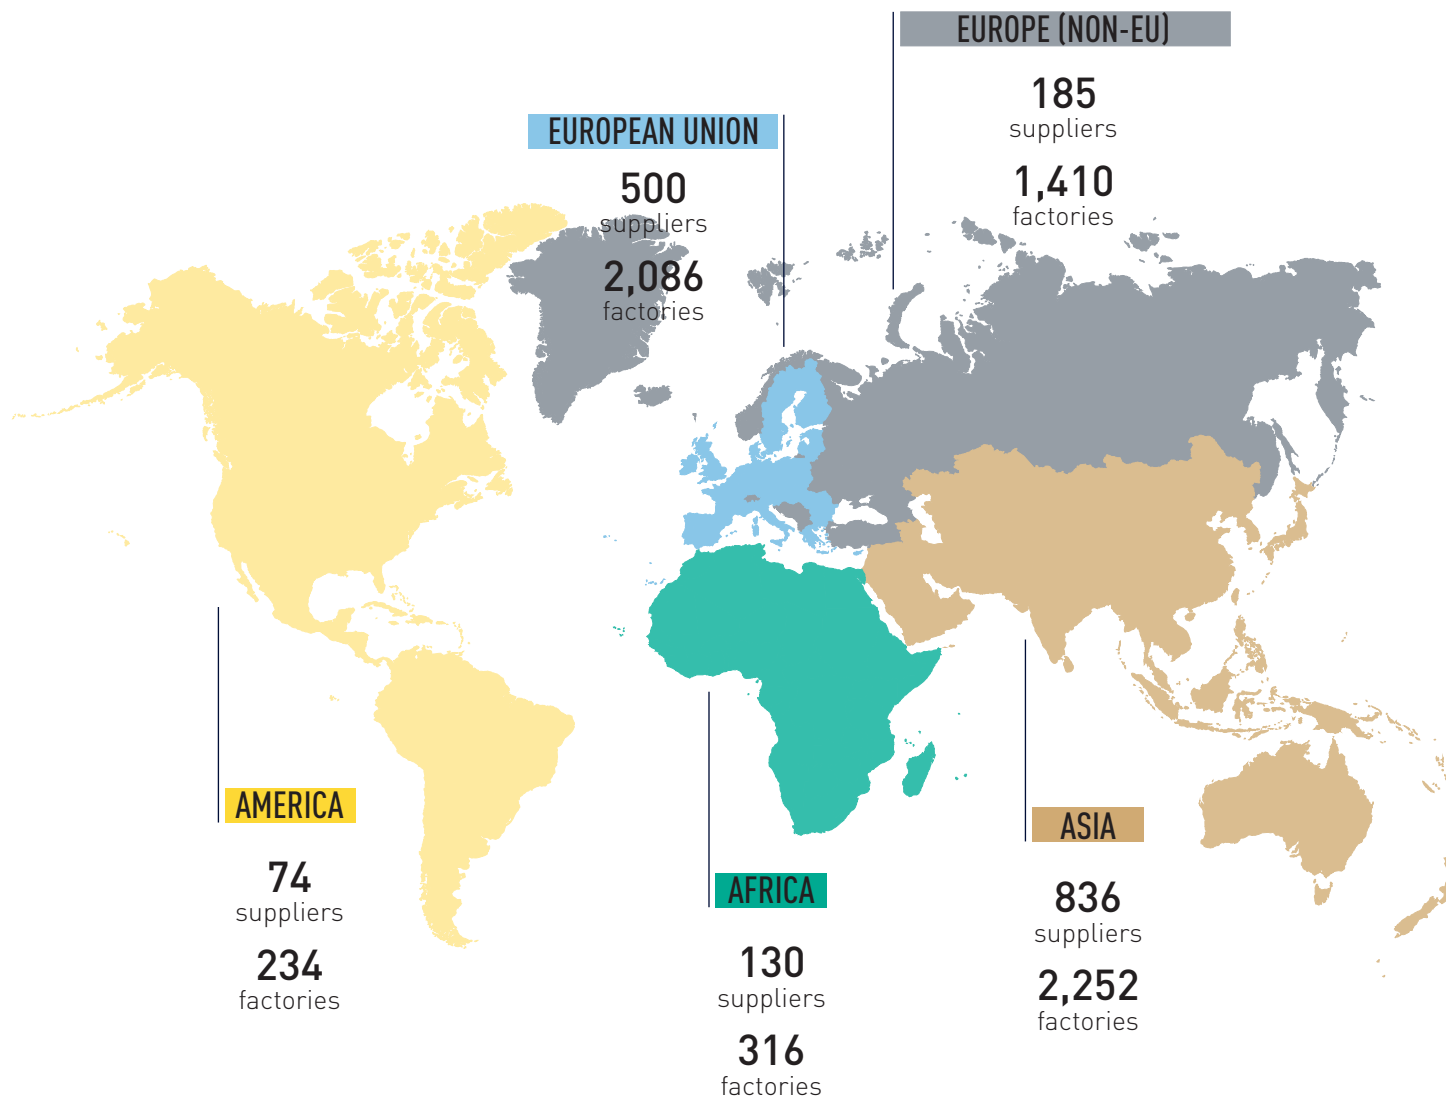 EUROPE (NON-EU)
185
suppliers
1,410
factories
EUROPEAN UNION
500
suppliers
2,086
factories
AMERICA
74
suppliers
234
factories
AFRICA
130
suppliers
316
factories
ASIA
836
suppliers
2,252
factories